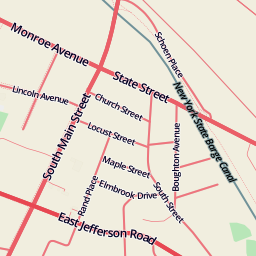 Monroe Avenue
Schoen Place
State Street
Lincoln Avenue
Church Street
New York State Barge Canal
South Main Street
Locust Street
Boughton Avenue
Maple Street
Elmbrook Drive
Rand Place
South Street
East Jefferson Road